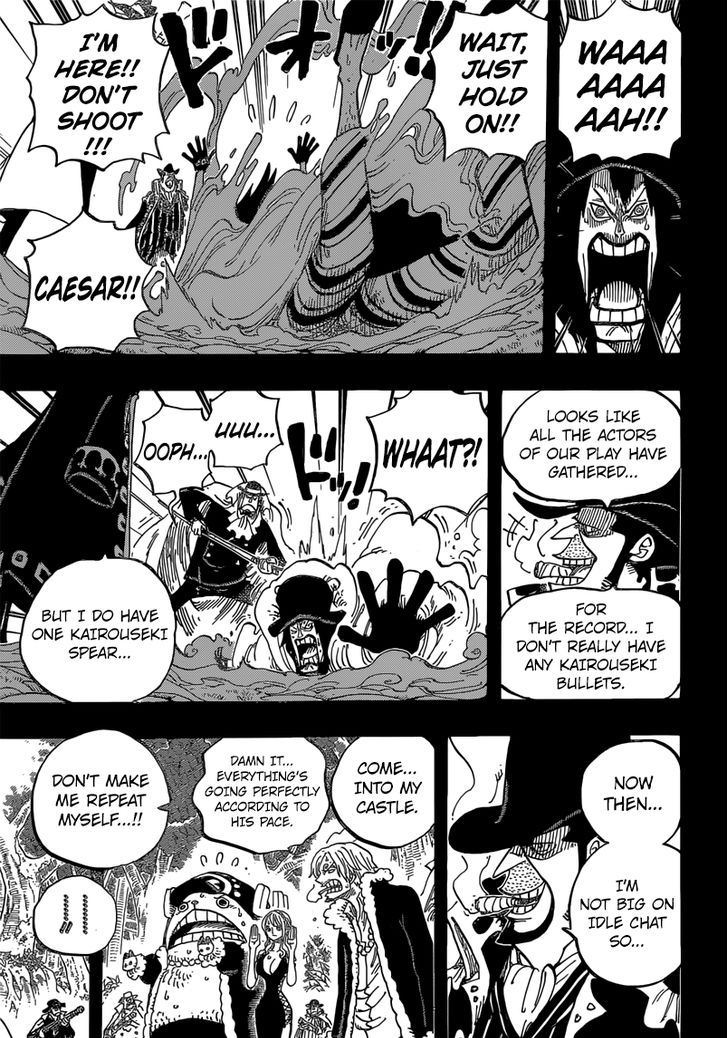 WAAA
AAAAA
AAH!!
WAIT,
JUST
HOLD
ON!!
ドドド
I'M
HERE!!
DON'T
SHOOT
!!!
CAESAR!!
LOOKS LIKE
ALL THE ACTORS
OF OUR PLAY HAVE
GATHERED...
FOR
THE RECORD... I
DON'T REALLY HAVE
ANY KAIROUSEKI
BULLETS.
WHAAT?!
ドッ!!
UUU...
OOPH...
BUT I DO HAVE
ONE KAIROUSEKI
SPEAR...
NOW
THEN...
I'M
NOT BIG ON
IDLE CHAT
SO...
COME...
INTO MY
CASTLE.
DAMN IT...
EVERYTHING'S
GOING PERFECTLY
ACCORDING TO
HIS PACE.
DON'T MAKE
ME REPEAT
MYSELF...!!
!!